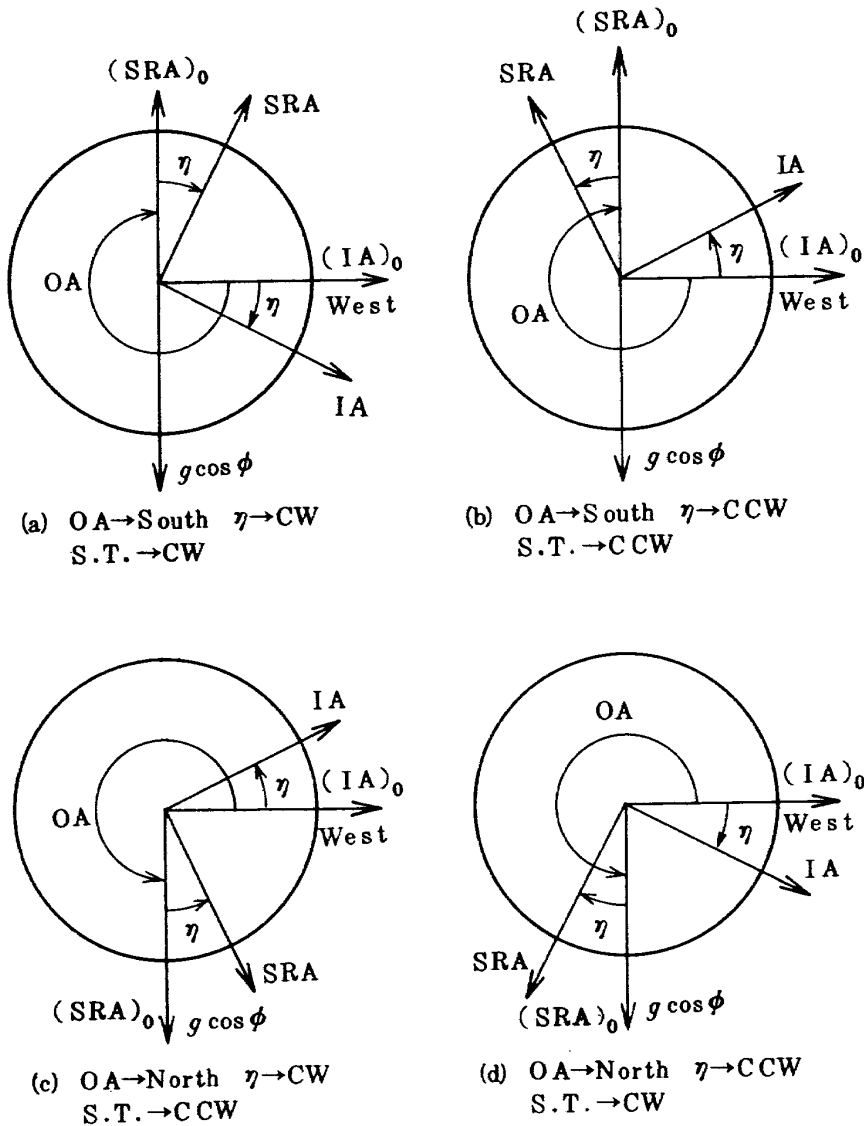 (SRA)₀
SRA
η
OA
(IA)₀
West
η
IA
g cos ϕ
(a) OA→South η→CW
S.T.→CW
(SRA)₀
SRA
η
IA
η
(IA)₀
West
OA
g cos ϕ
(b) OA→South η→CCW
S.T.→CCW
IA
(IA)₀
η
West
OA
η
SRA
(SRA)₀ g cos ϕ
(c) OA→North η→CW
S.T.→CCW
OA
(IA)₀
West
η
IA
η
SRA
(SRA)₀ g cos ϕ
(d) OA→North η→CCW
S.T.→CW